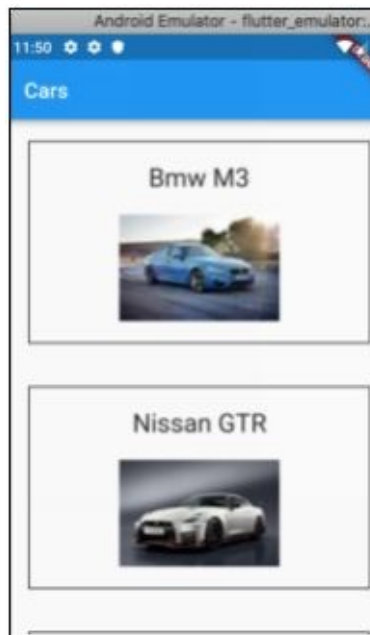 Android Emulator - flutter_emulator:
11:50
Cars
Bmw M3
Nissan GTR